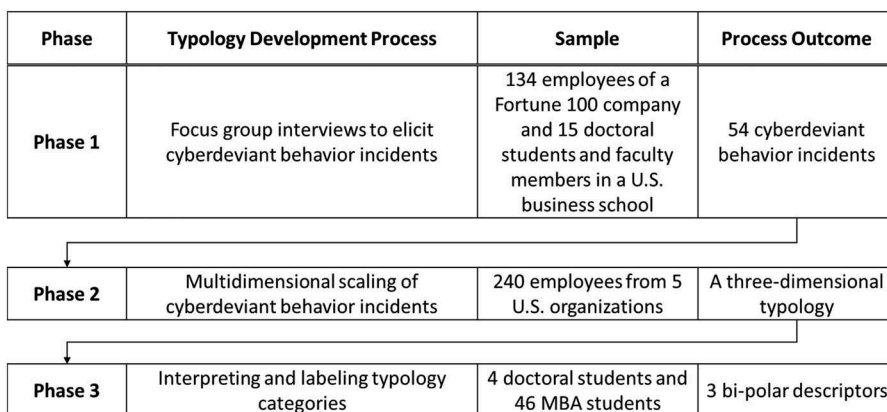 Phase
Typology Development Process
Sample
Process Outcome
Phase 1
Focus group interviews to elicit
cyberdeviant behavior incidents
134 employees of a
Fortune 100 company
and 15 doctoral
students and faculty
members in a U.S.
business school
54 cyberdeviant
behavior incidents
Phase 2
Multidimensional scaling of
cyberdeviant behavior incidents
240 employees from 5
U.S. organizations
A three-dimensional
typology
Phase 3
Interpreting and labeling typology
categories
4 doctoral students and
46 MBA students
3 bi-polar descriptors